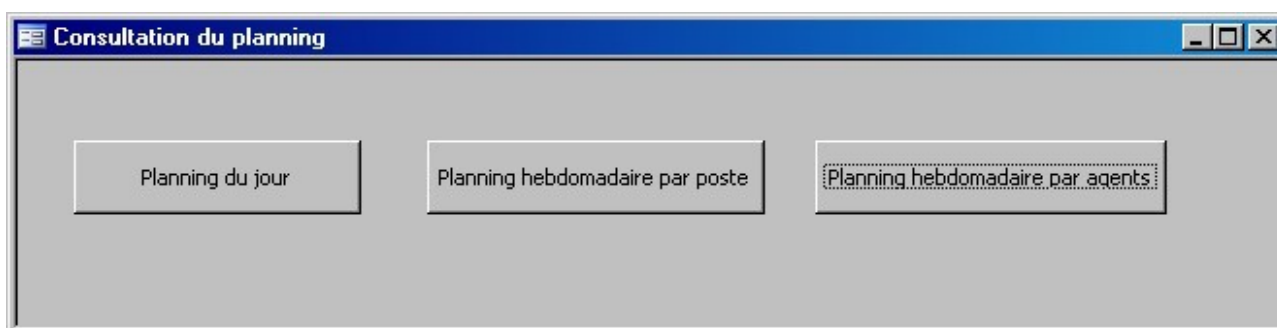 Consultation du planning
Planning du jour
Planning hebdomadaire par poste
Planning hebdomadaire par agents